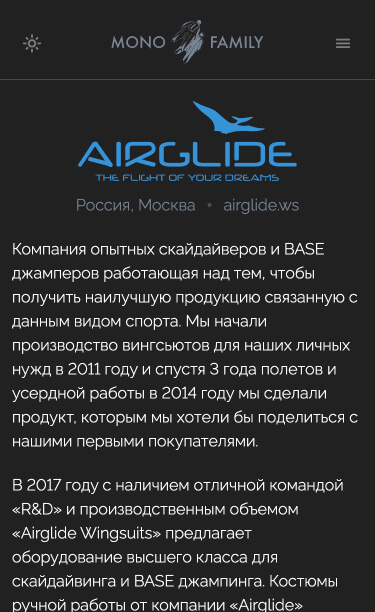 MONO FAMILY
AIRGLIDE
THE FLIGHT OF YOUR DREAMS
Россия, Москва • airglide.ws
Компания опытных скайдайверов и BASE
джамперов работающая над тем, чтобы
получить наилучшую продукцию связанную с
данным видом спорта. Мы начали
производство вингсьютов для наших личных
нужд в 2011 году и спустя 3 года полетов и
усердной работы в 2014 году мы сделали
продукт, которым мы хотели бы поделиться с
нашими первыми покупателями.
В 2017 году с наличием отличной командой
«R&D» и производственным объемом
«Airglide Wingsuits» предлагает
оборудование высшего класса для
скайдайвинга и BASE джампинга. Костюмы
ручной работы от компании «Airglide»